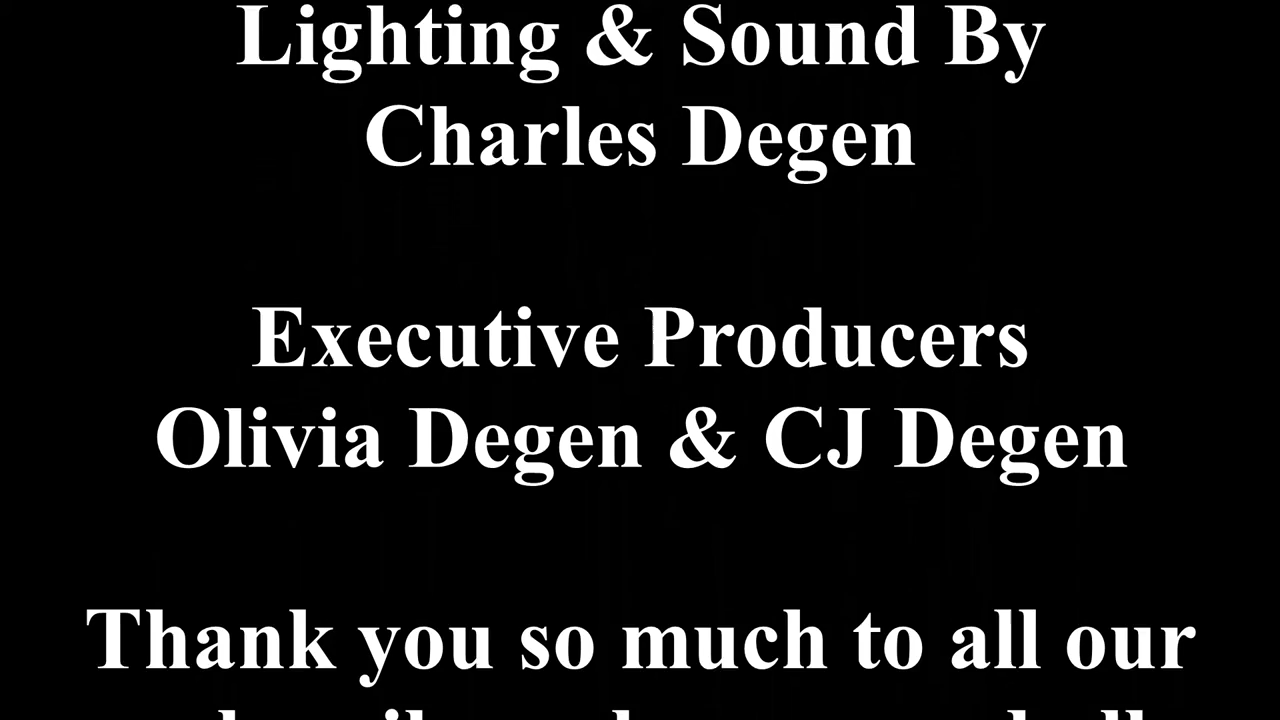 Lighting & Sound By
Charles Degen
Executive Producers
Olivia Degen & CJ Degen
Thank you so much to all our